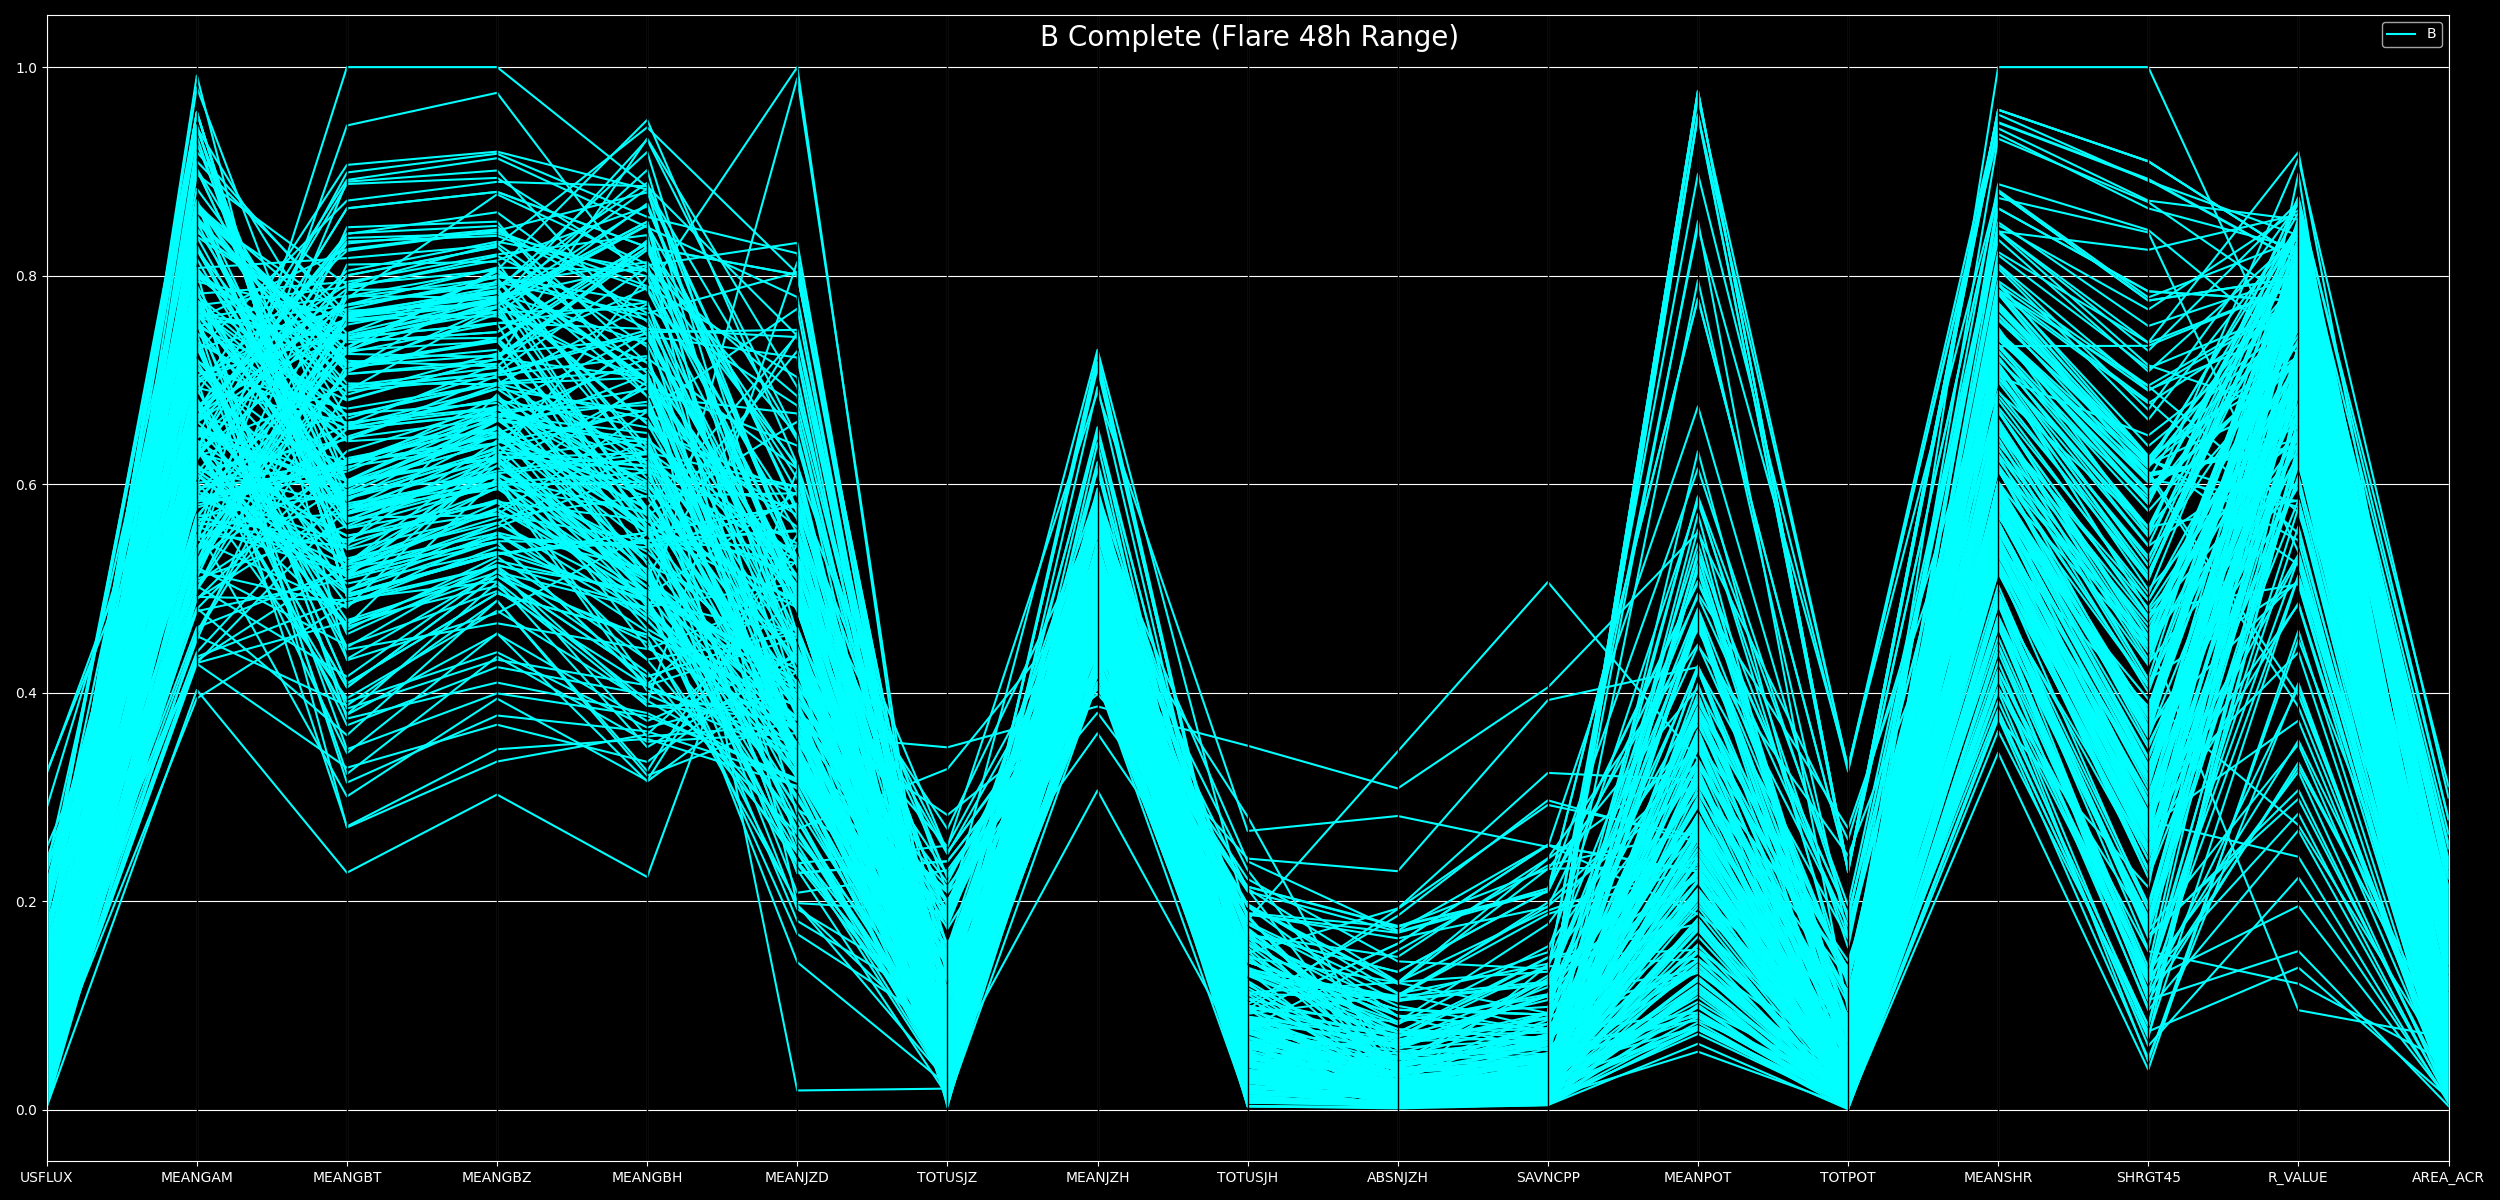 B Complete (Flare 48h Range)
B
1.0
0.8
0.6
0.4
0.2
0.0
USFLUX MEANGAM MEANGBT MEANGBZ MEANGBH MEANJZD TOTUSJZ MEANJZH TOTUSJH ABSNJZH SAVNCPP MEANPOT TOTPOT MEANSHR SHRGT45 R_VALUE AREA_ACR